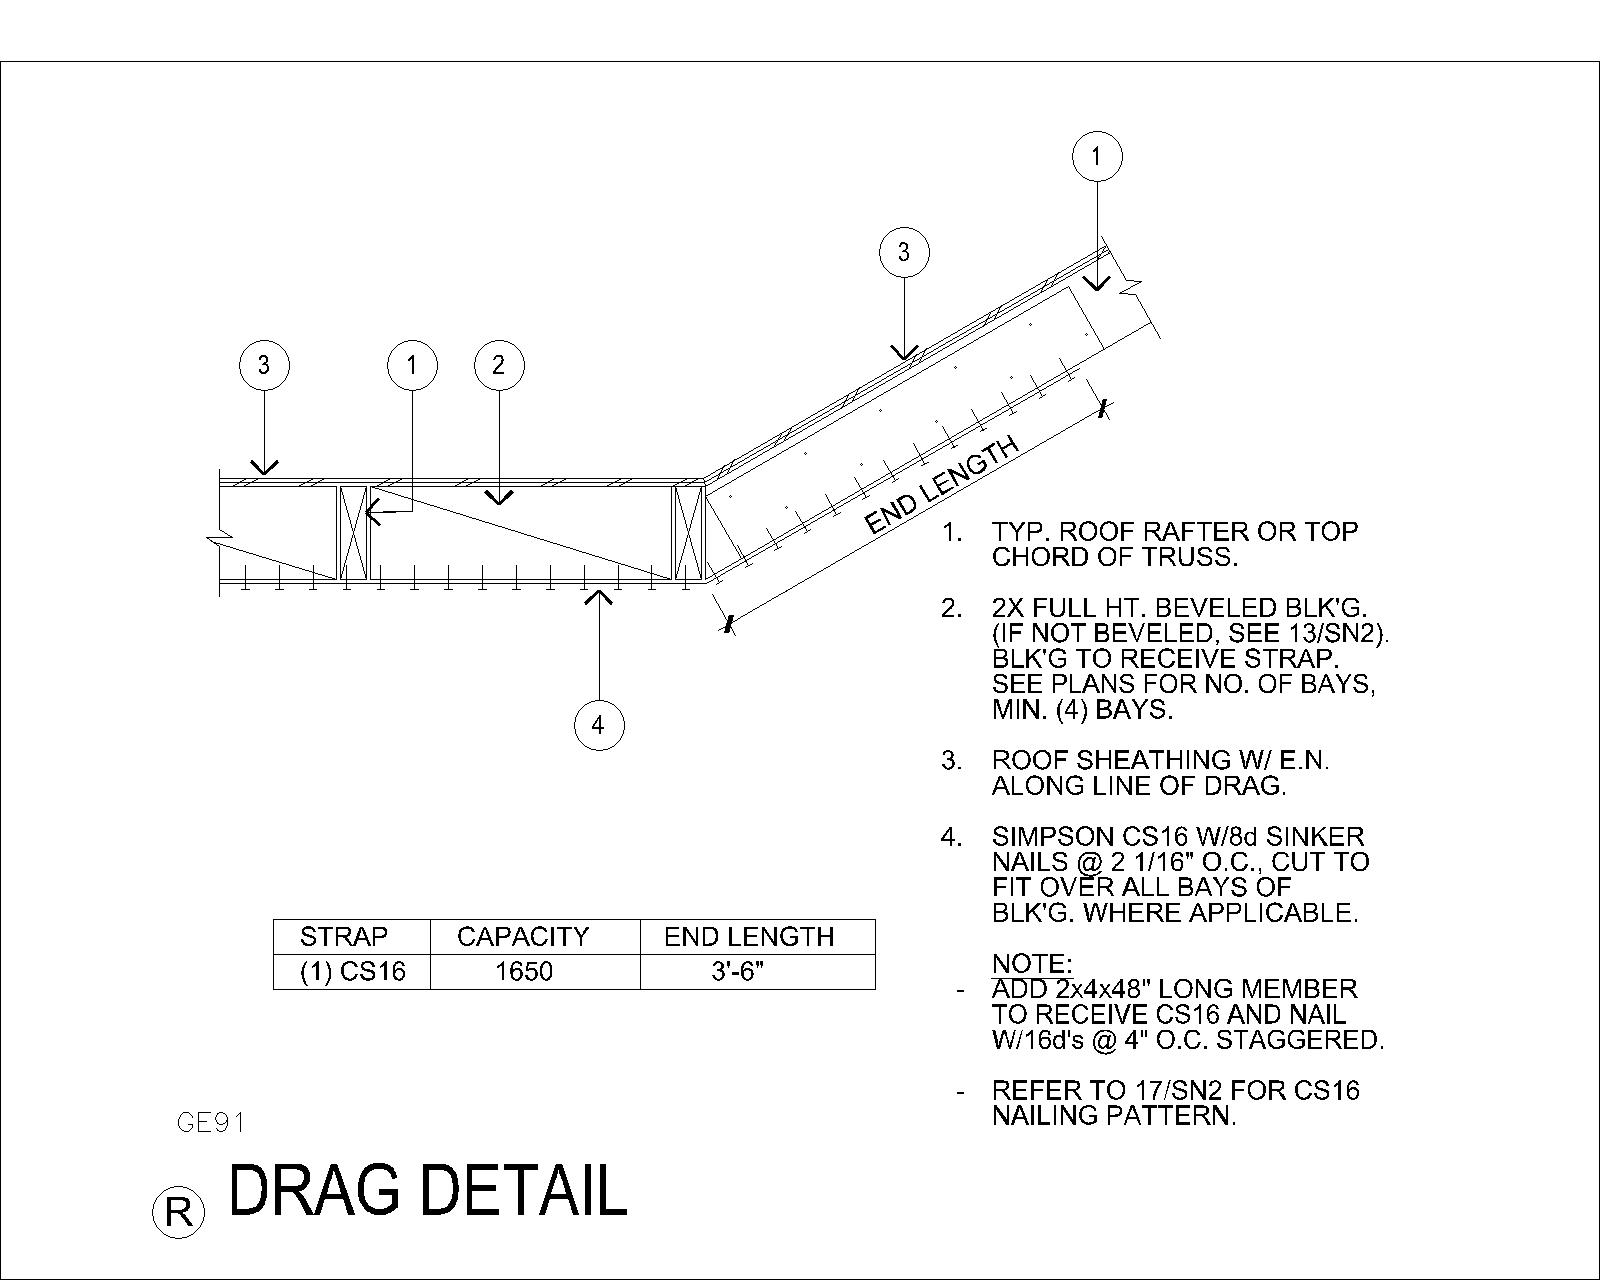 1
3
3
1
2
END LENGTH
4
1. TYP. ROOF RAFTER OR TOP
CHORD OF TRUSS.
2. 2X FULL HT. BEVELED BLK'G.
(IF NOT BEVELED, SEE 13/SN2).
BLK'G TO RECEIVE STRAP.
SEE PLANS FOR NO. OF BAYS,
MIN. (4) BAYS.
3. ROOF SHEATHING W/ E.N.
ALONG LINE OF DRAG.
4. SIMPSON CS16 W/8d SINKER
NAILS @ 2 1/16" O.C., CUT TO
FIT OVER ALL BAYS OF
BLK'G. WHERE APPLICABLE.
NOTE:
- ADD 2x4x48" LONG MEMBER
TO RECEIVE CS16 AND NAIL
W/16d's @ 4" O.C. STAGGERED.
- REFER TO 17/SN2 FOR CS16
NAILING PATTERN.
STRAP CAPACITY END LENGTH
(1) CS16 1650 3'-6"
GE91
R DRAG DETAIL